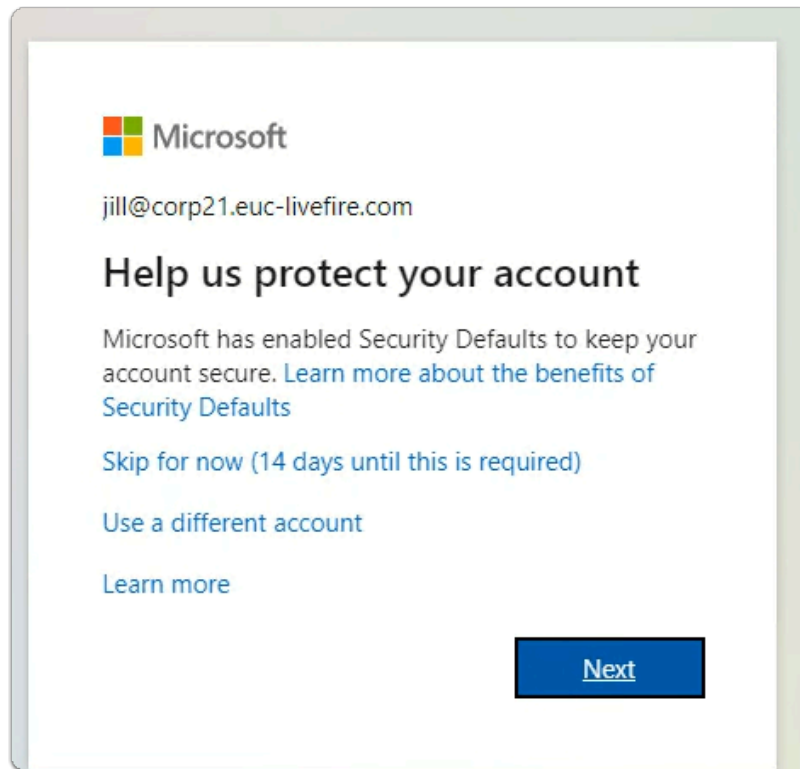 Microsoft
jill@corp21.euc-livefire.com
Help us protect your account
Microsoft has enabled Security Defaults to keep your
account secure. Learn more about the benefits of
Security Defaults
Skip for now (14 days until this is required)
Use a different account
Learn more
Next